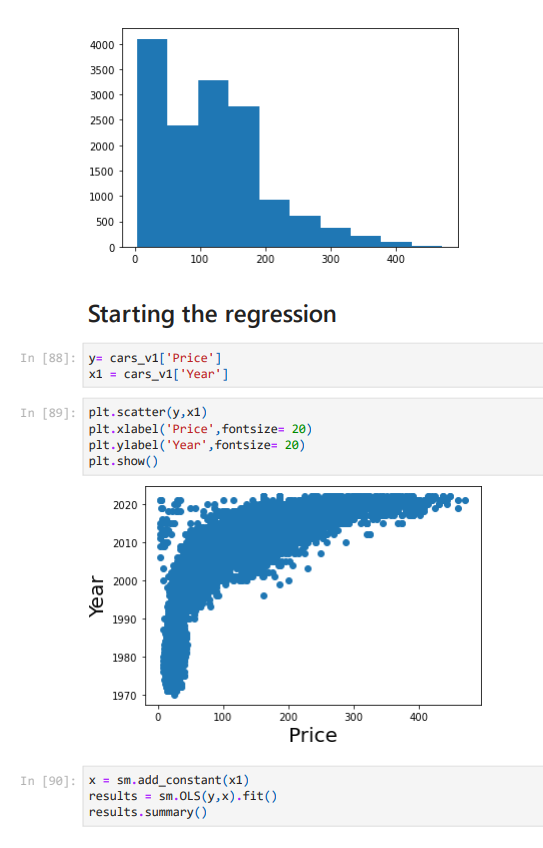 4000
3500
3000
2500
2000
1500
1000
500
0
0 100 200 300 400
Starting the regression
In [88]: y= cars_v1['Price']
x1 = cars_v1['Year']
In [89]: plt.scatter(y,x1)
plt.xlabel('Price',fontsize= 20)
plt.ylabel('Year',fontsize= 20)
plt.show()
2020
2010
2000
1990
1980
1970
Year
0 100 200 300 400
Price
In [90]: x = sm.add_constant(x1)
results = sm.OLS(y,x).fit()
results.summary()